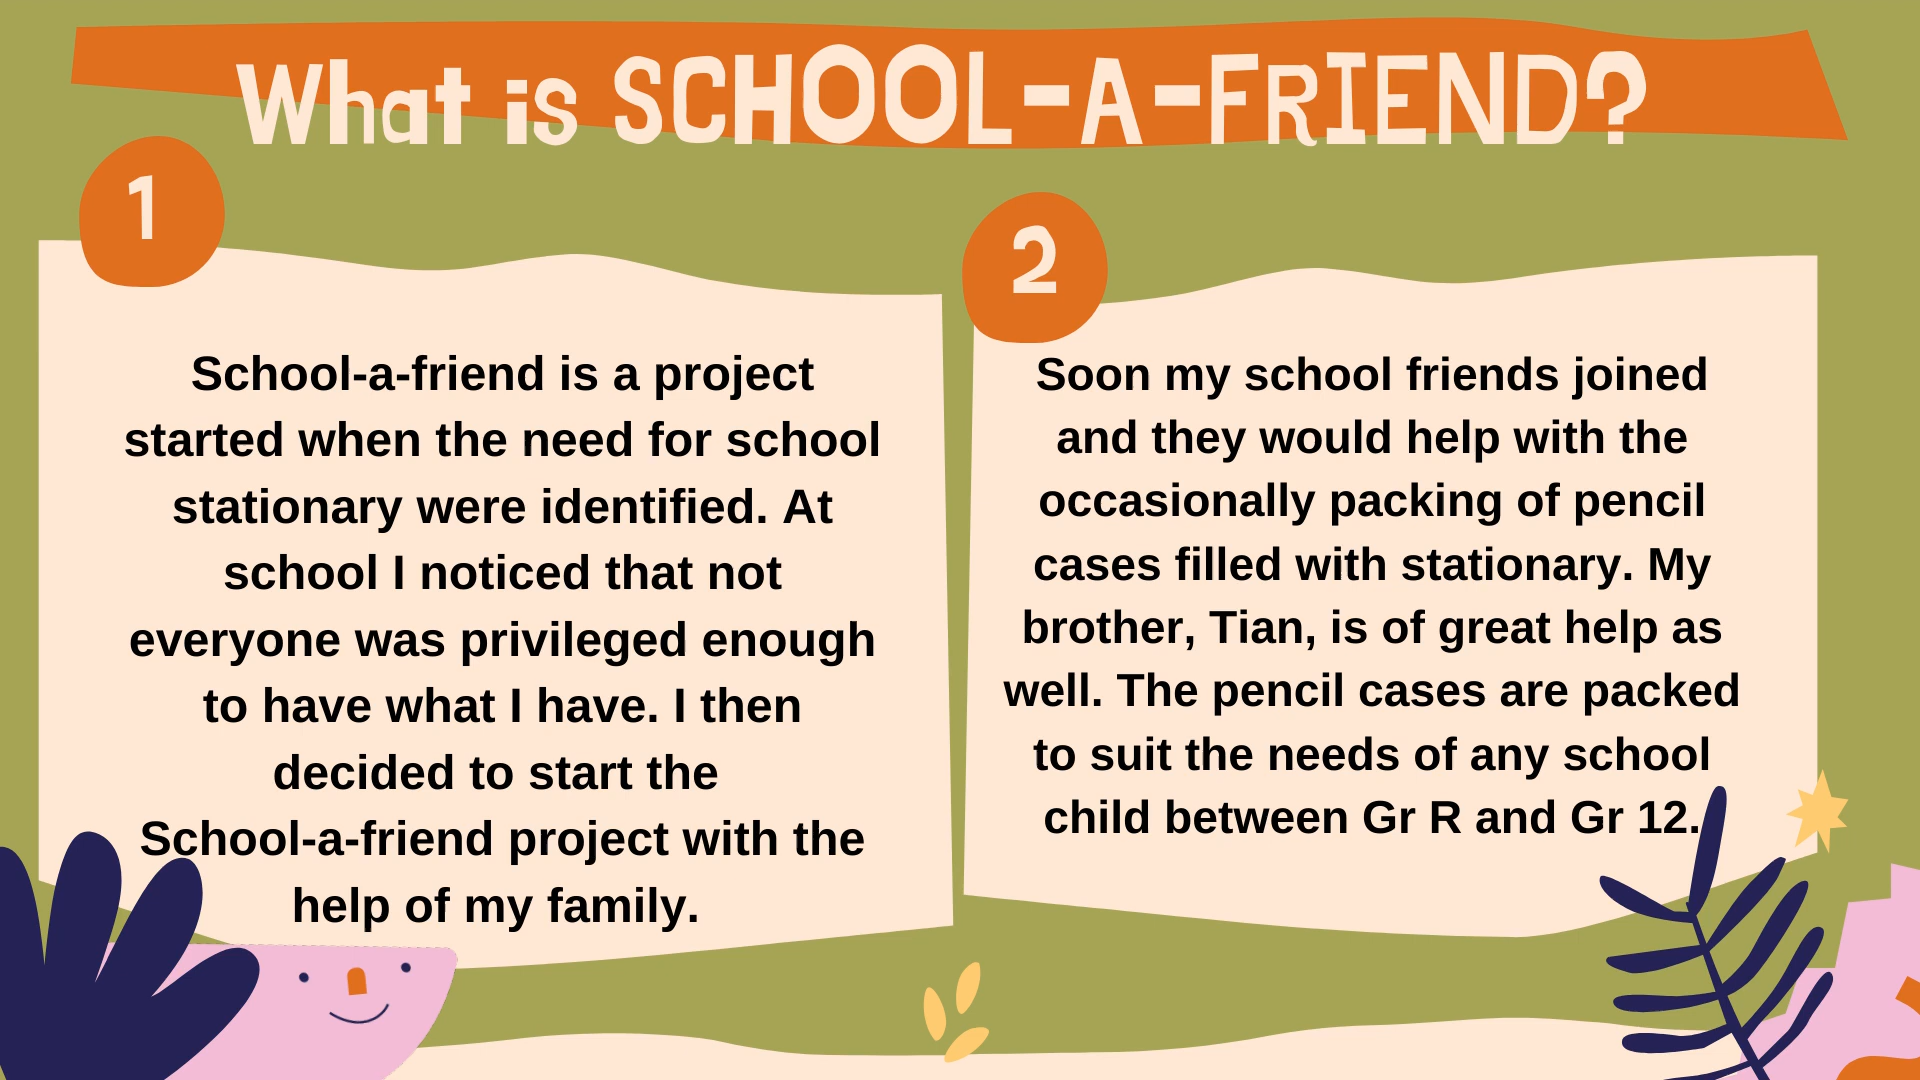 What is SCHOOL-A-FRIEND?
1
School-a-friend is a project
started when the need for school
stationary were identified. At
school I noticed that not
everyone was privileged enough
to have what I have. I then
decided to start the
School-a-friend project with the
help of my family.
2
Soon my school friends joined
and they would help with the
occasionally packing of pencil
cases filled with stationary. My
brother, Tian, is of great help as
well. The pencil cases are packed
to suit the needs of any school
child between Gr R and Gr 12.